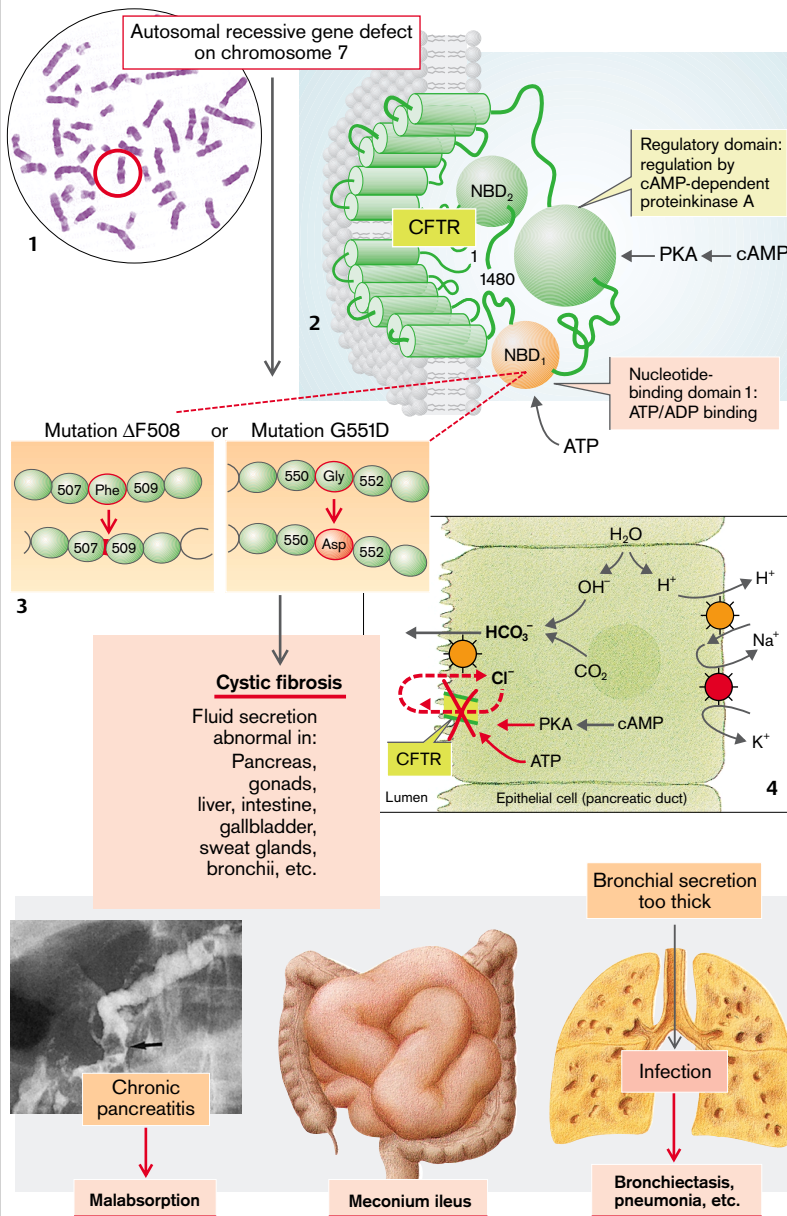 Autosomal recessive gene defect
on chromosome 7
1
Regulatory domain:
regulation by
cAMP-dependent
proteinkinase A
NBD2
CFTR
1
1480
PKA
cAMP
2
NBD1
Nucleotide-
binding domain 1:
ATP/ADP binding
ATP
Mutation ΔF508 or Mutation G551D
507 Phe 509
507 509
550 Gly 552
550 Asp 552
3
H2O
OH⁻
H⁺
H⁺
HCO3⁻
Na⁺
CO2
Cl⁻
PKA
cAMP
K⁺
CFTR
ATP
Lumen
Epithelial cell (pancreatic duct)
4
Cystic fibrosis
Fluid secretion
abnormal in:
Pancreas,
gonads,
liver, intestine,
gallbladder,
sweat glands,
bronchii, etc.
Bronchial secretion
too thick
Chronic
pancreatitis
Infection
Malabsorption
Meconium ileus
Bronchiectasis,
pneumonia, etc.